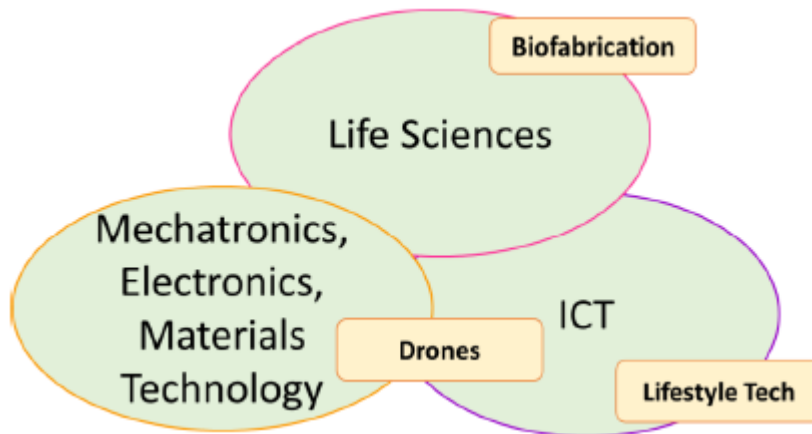 Biofabrication
Life Sciences
Mechatronics,
Electronics,
Materials
Technology
ICT
Drones
Lifestyle Tech